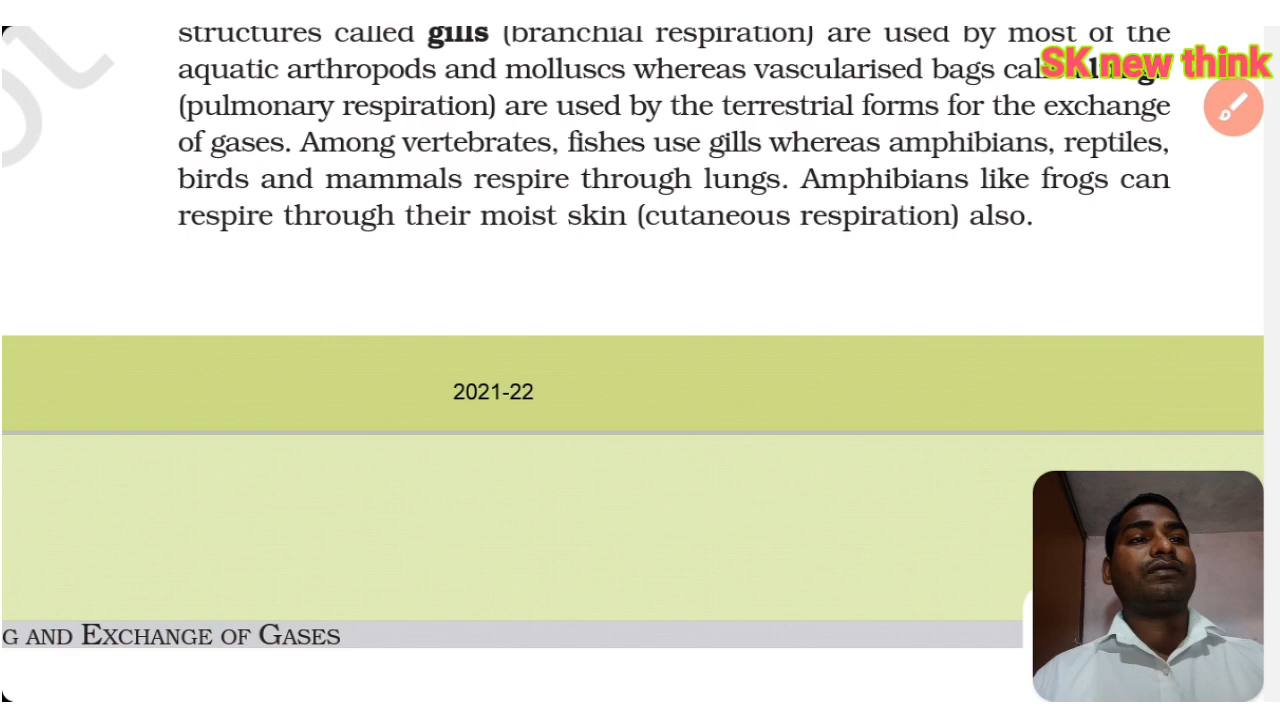 structures called gills (branchial respiration) are used by most of the
aquatic arthropods and molluscs whereas vascularised bags
SK new think
(pulmonary respiration) are used by the terrestrial forms for the exchange
of gases. Among vertebrates, fishes use gills whereas amphibians, reptiles,
birds and mammals respire through lungs. Amphibians like frogs can
respire through their moist skin (cutaneous respiration) also.
2021-22
G AND EXCHANGE OF GASES